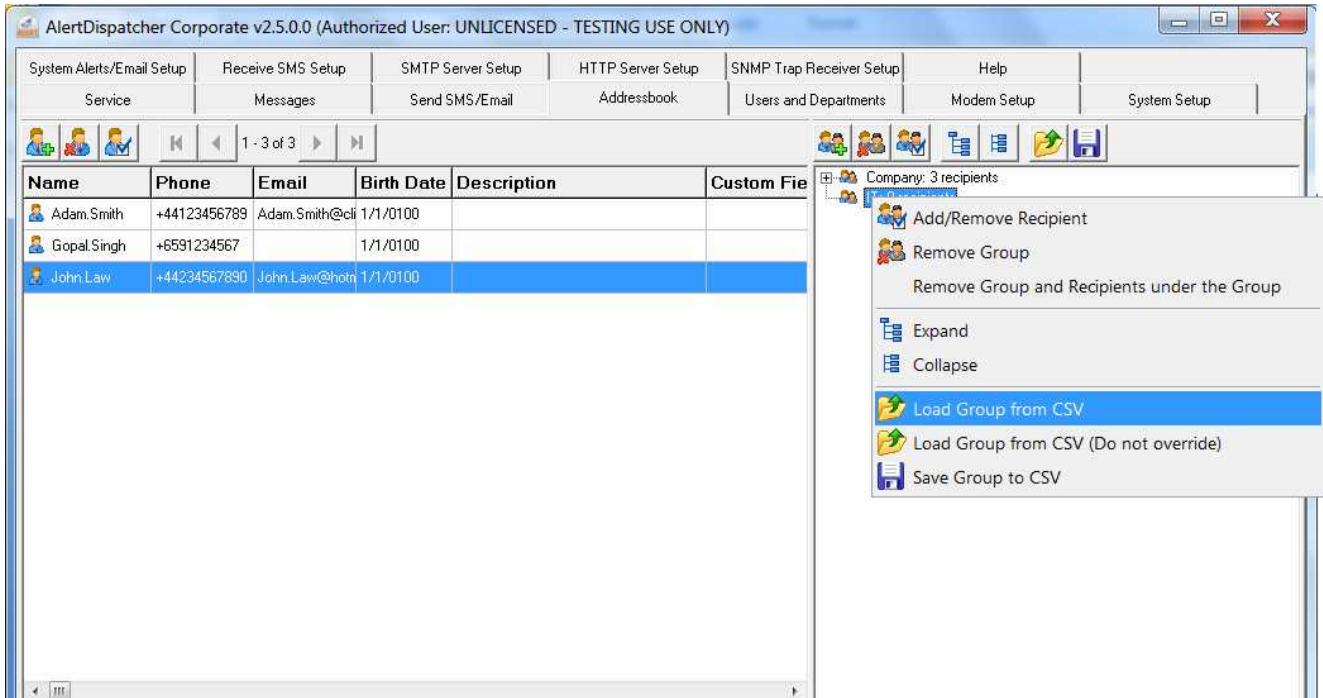 AlertDispatcher Corporate v2.5.0.0 (Authorized User: UNLICENSED - TESTING USE ONLY)
System Alerts/Email Setup Receive SMS Setup SMTP Server Setup HTTP Server Setup SNMP Trap Receiver Setup Help
Service Messages Send SMS/Email Addressbook Users and Departments Modem Setup System Setup
1 - 3 of 3
Name Phone Email Birth Date Description Custom Fie
Adam.Smith +44123456789 Adam.Smith@cli 1/1/0100
Gopal.Singh +6591234567 1/1/0100
John.Law +44234567890 John.Law@hotn 1/1/0100
Company: 3 recipients
Add/Remove Recipient
Remove Group
Remove Group and Recipients under the Group
Expand
Collapse
Load Group from CSV
Load Group from CSV (Do not override)
Save Group to CSV